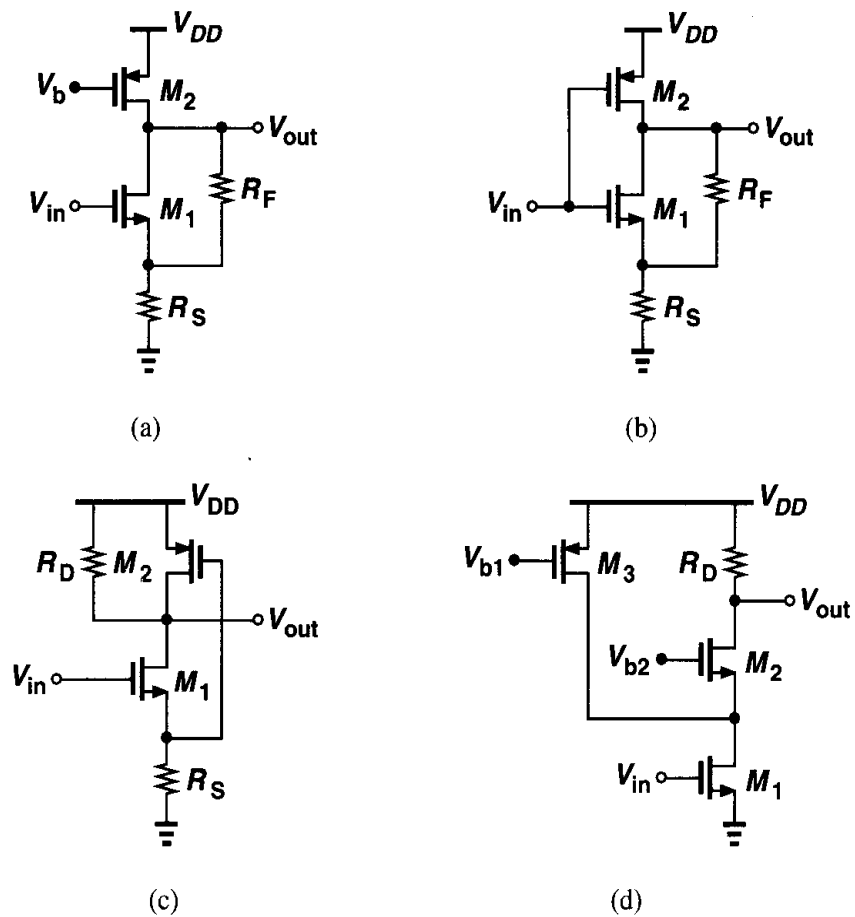 V_DD
V_b
M_2
V_out
V_in
M_1
R_F
R_S
(a)
V_DD
M_2
V_out
V_in
M_1
R_F
R_S
(b)
V_DD
R_D
M_2
V_out
V_in
M_1
R_S
(c)
V_DD
V_b1
M_3
R_D
V_out
V_b2
M_2
V_in
M_1
(d)